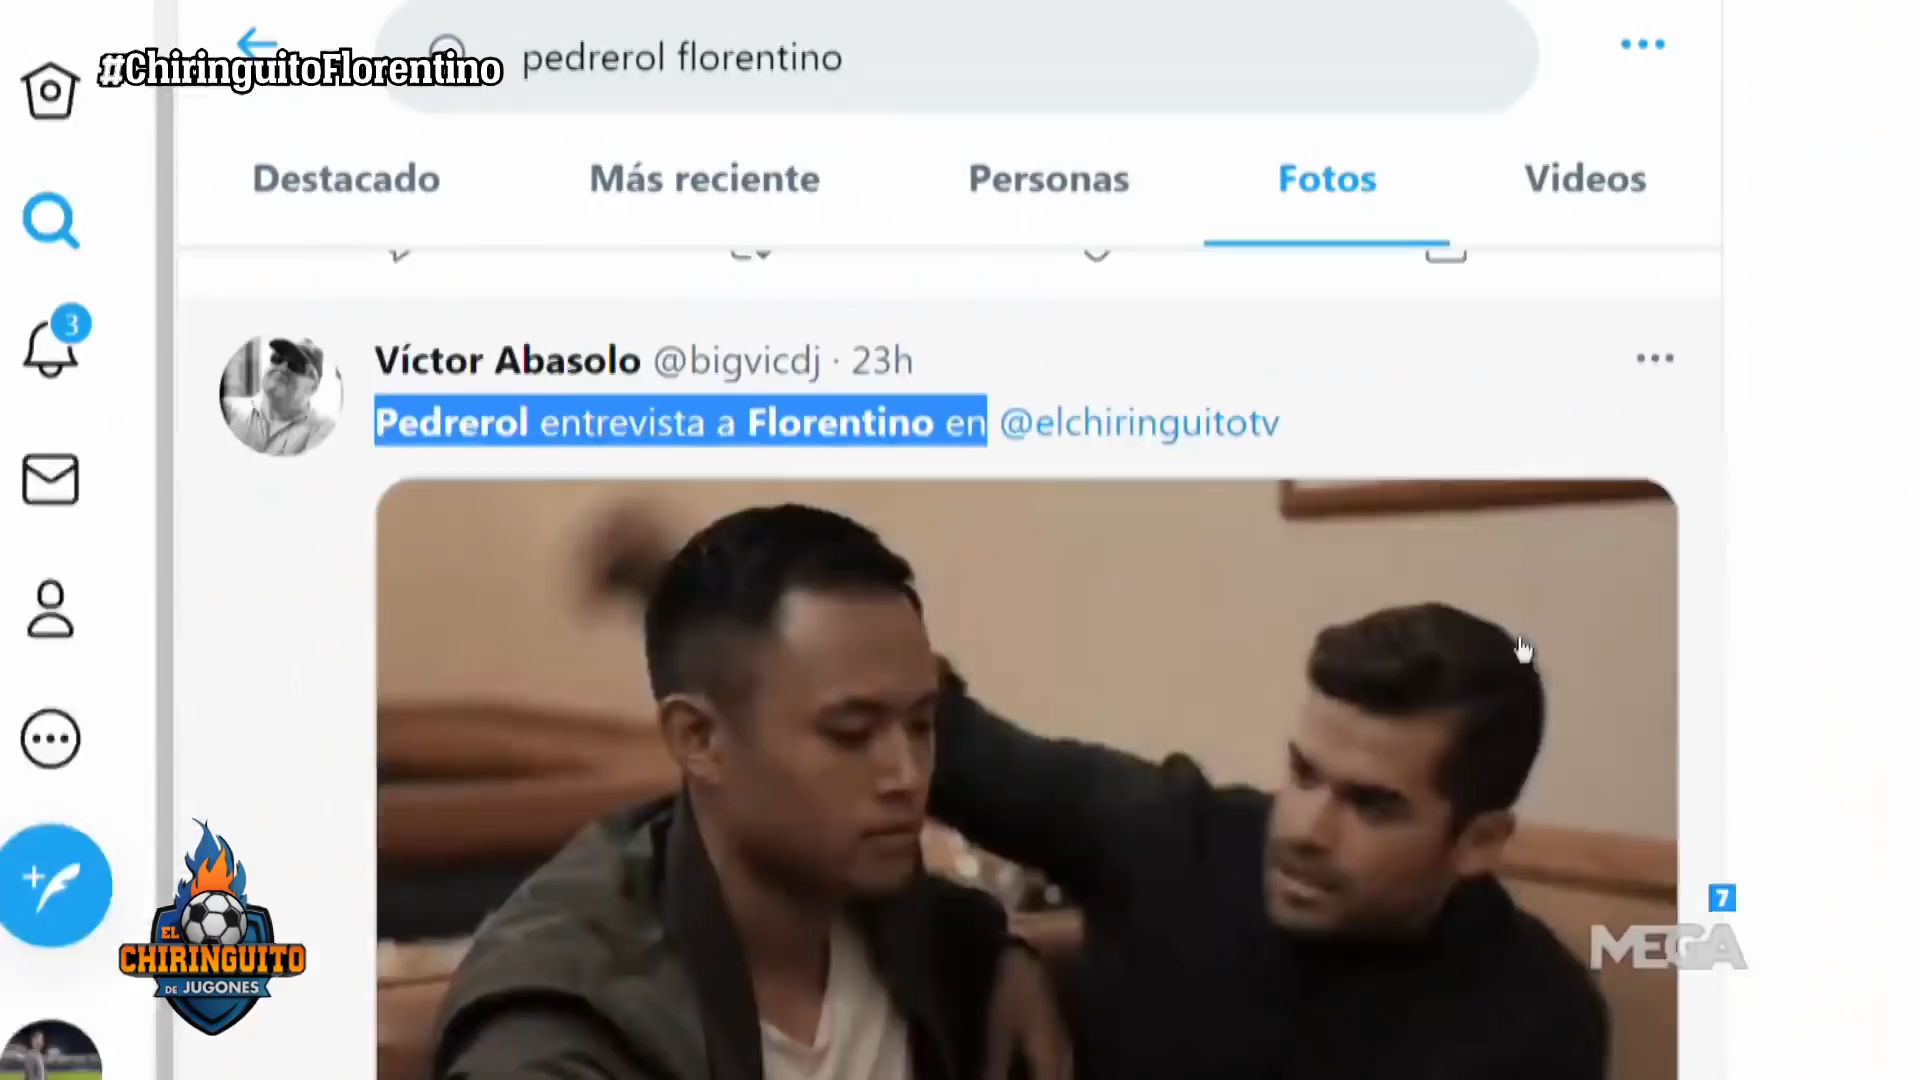 #ChiringuitoFlorentino
pedrerol florentino
Destacado
Más reciente
Personas
Fotos
Videos
3
Víctor Abasolo @bigvicdj · 23h
Pedrerol entrevista a Florentino en @elchiringuitotv
EL
CHIRINGUITO
DE JUGONES
7
MEGA